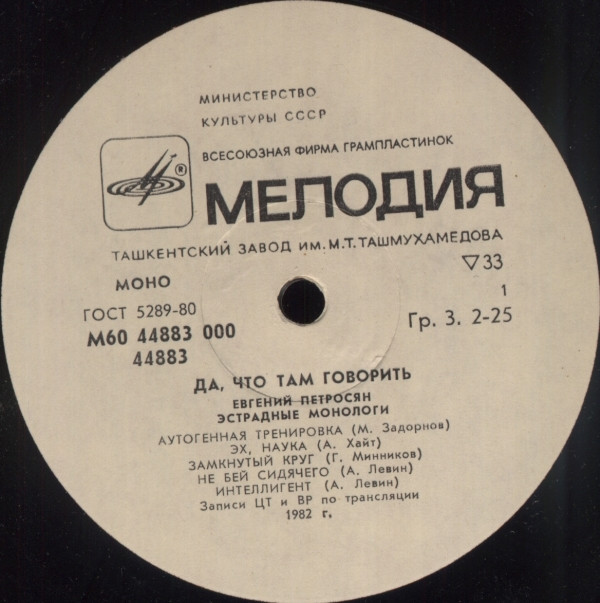 МИНИСТЕРСТВО
КУЛЬТУРЫ СССР
ВСЕСОЮЗНАЯ ФИРМА ГРАМПЛАСТИНОК
®
МЕЛОДИЯ
ТАШКЕНТСКИЙ ЗАВОД ИМ. М.Т. ТАШМУХАМЕДОВА
МОНО
▽33
ГОСТ 5289-80
1
М60 44883 000
Гр. 3. 2-25
44883
ДА, ЧТО ТАМ ГОВОРИТЬ
ЕВГЕНИЙ ПЕТРОСЯН
ЭСТРАДНЫЕ МОНОЛОГИ
АУТОГЕННАЯ ТРЕНИРОВКА (М. Задорнов)
ЭХ, НАУКА (А. Хайт)
ЗАМКНУТЫЙ КРУГ (Г. Минников)
НЕ БЕЙ СИДЯЧЕГО (А. Левин)
ИНТЕЛЛИГЕНТ (А. Левин)
Записи ЦТ и ВР по трансляции
1982 г.